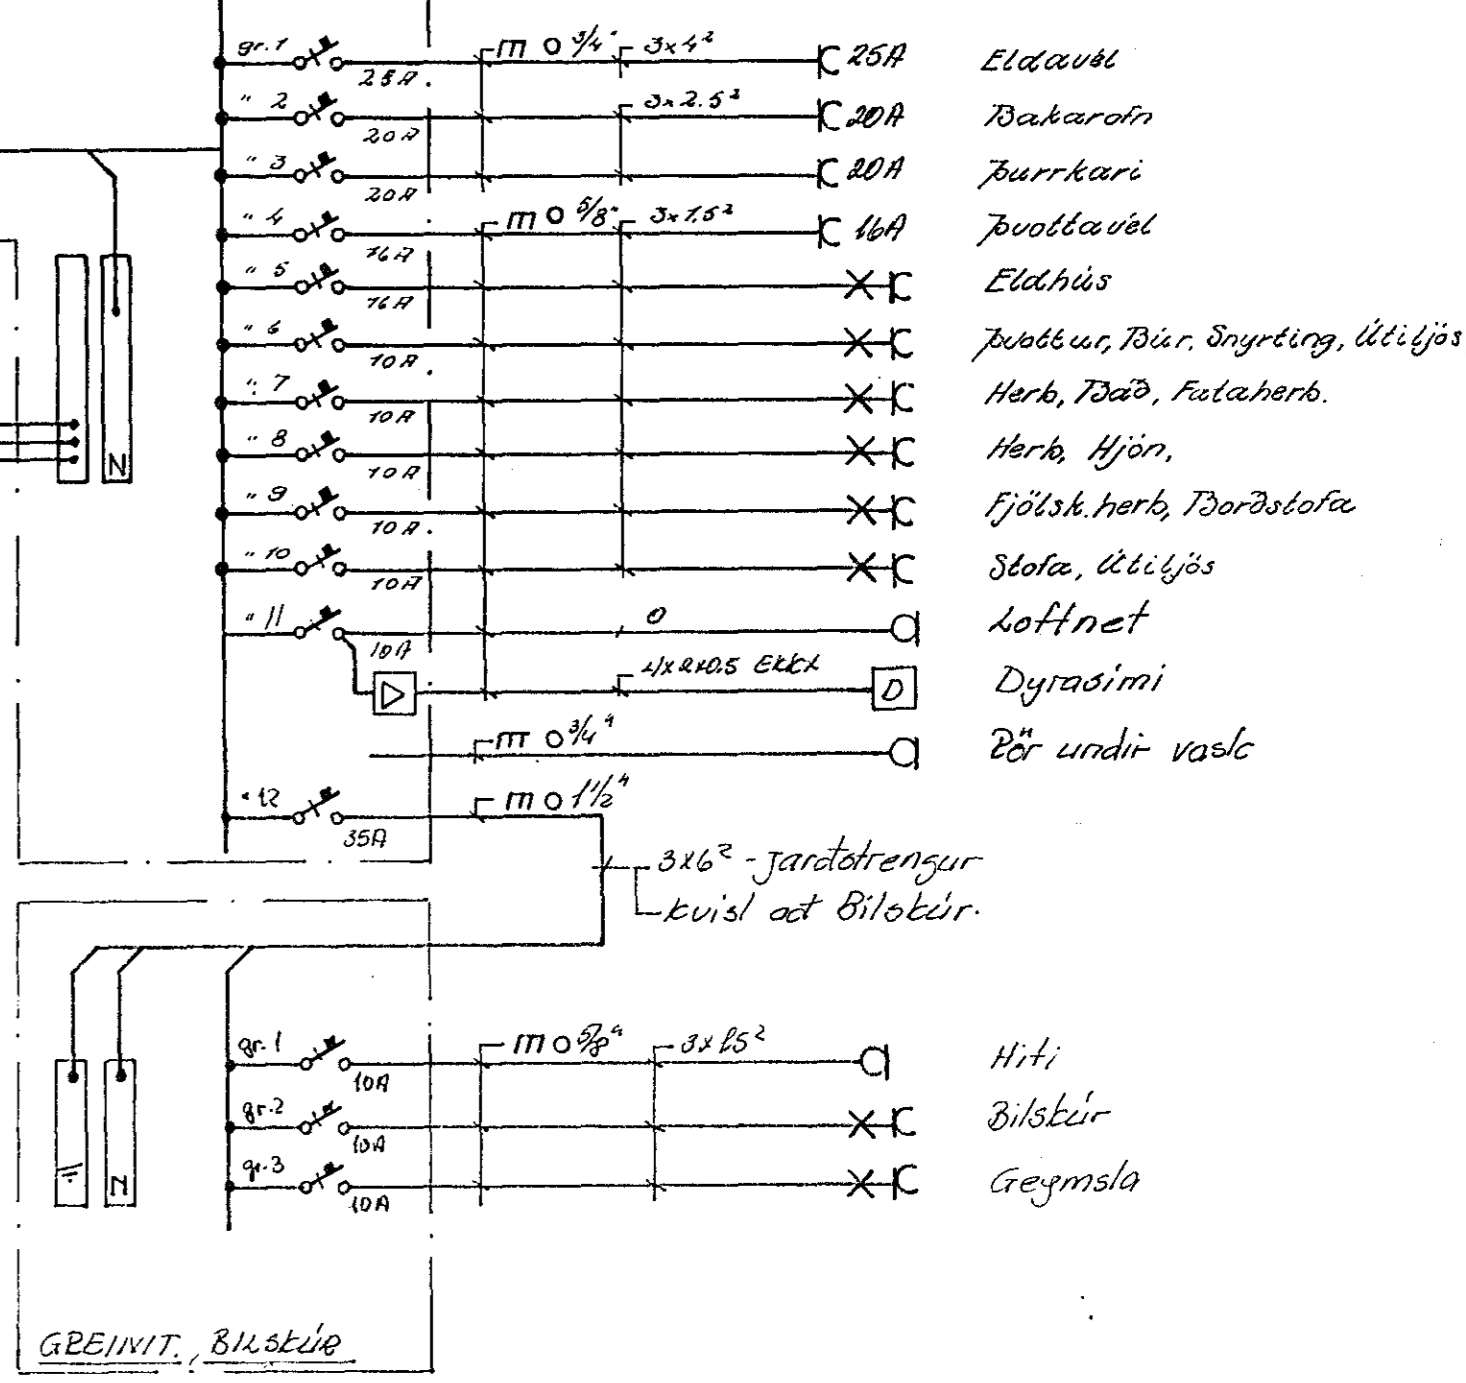 gr. 1 25A. m O 3/4" 3x4² 25A Eldavél
" 2 20A 3x2.5² 20A Bakarofn
" 3 20A 20A Þurrkari
" 4 16A m O 5/8" 3x1.5² 16A Þvottavél
" 5 16A Eldhús
" 6 10A Þvottur, Búr. Snyrting, Útiljós
" 7 10A Herb, Bað, Fataherb.
" 8 10A Herb, Hjón,
" 9 10A Fjölsk.herb, Borðstofa
" 10 10A Stofa, Útiljós
" 11 10A 0 Loftnet
4x2x0.5 D Dyrasími
m O 3/4" Rör undir vask
" 12 35A m O 1 1/2"
3x6² - Jarðstrengur
kvísl að Bílskúr.
N
gr. 1 10A m O 5/8" 3x1.5² Hiti
gr. 2 10A Bílskúr
gr. 3 10A Geymsla
N
GREINIT., BÍLSKÚR